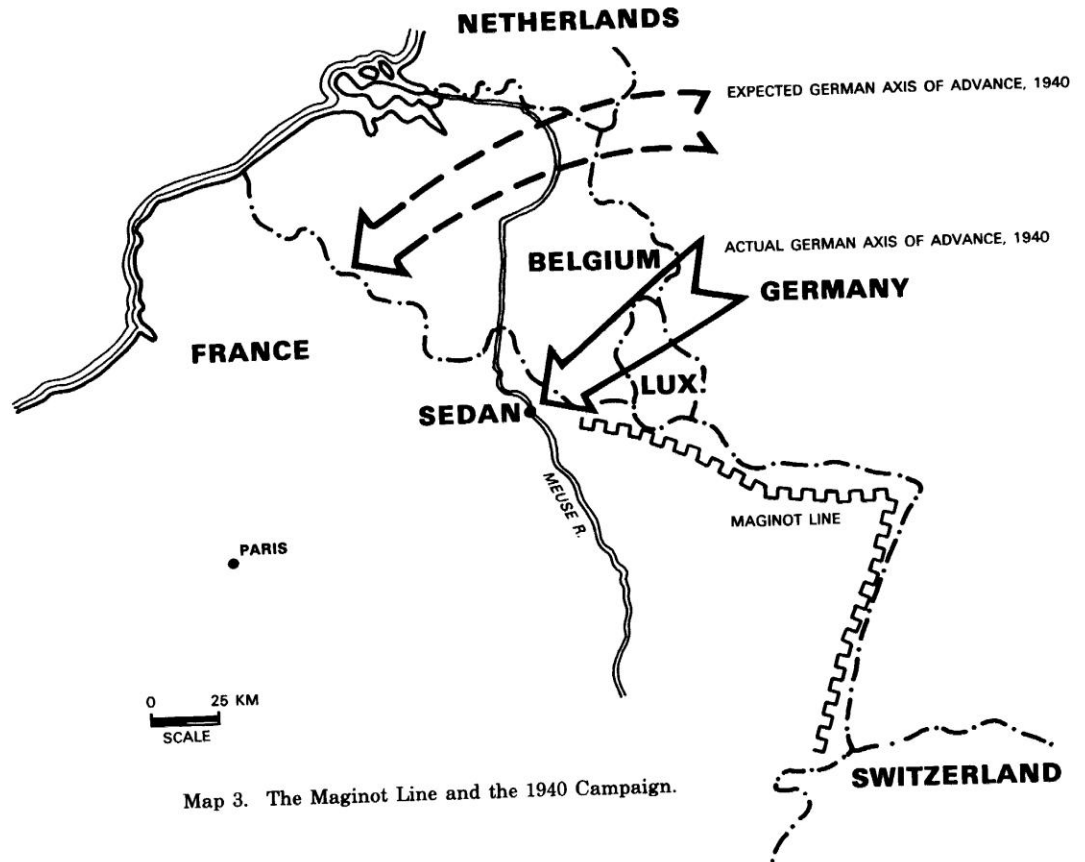 NETHERLANDS
EXPECTED GERMAN AXIS OF ADVANCE, 1940
ACTUAL GERMAN AXIS OF ADVANCE, 1940
BELGIUM
GERMANY
FRANCE
LUX.
SEDAN
MEUSE R.
MAGINOT LINE
PARIS
0 25 KM
SCALE
SWITZERLAND
Map 3. The Maginot Line and the 1940 Campaign.